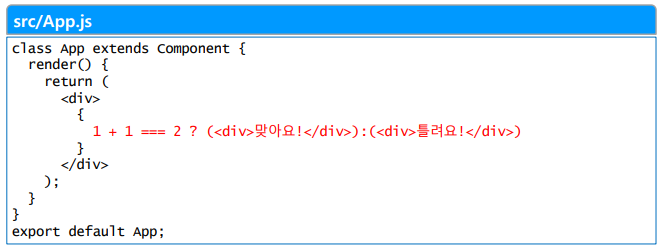 src/App.js
class App extends Component {
  render() {
    return (
      <div>
        {
          1 + 1 === 2 ? (<div>맞아요!</div>):(<div>틀려요!</div>)
        }
      </div>
    );
  }
}
export default App;